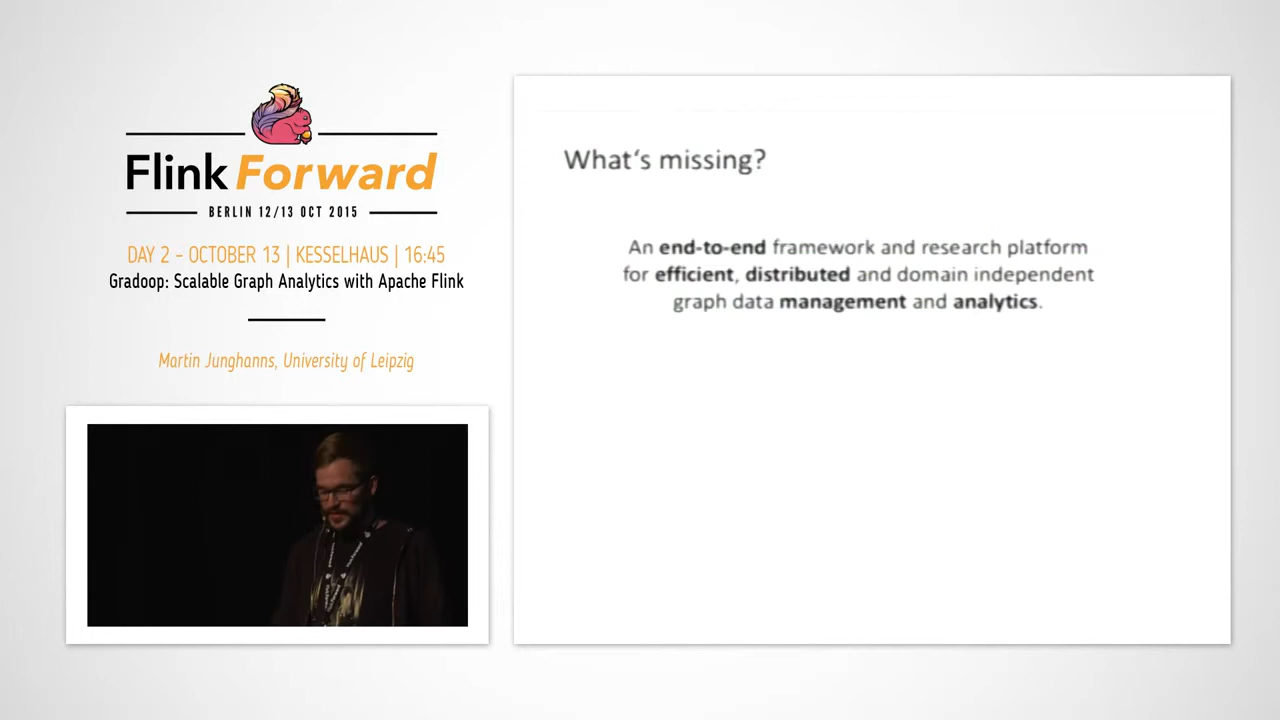 Flink Forward
BERLIN 12/13 OCT 2015
DAY 2 - OCTOBER 13 | KESSELHAUS | 16:45
Gradoop: Scalable Graph Analytics with Apache Flink
Martin Junghanns, University of Leipzig
What's missing?
An end-to-end framework and research platform
for efficient, distributed and domain independent
graph data management and analytics.